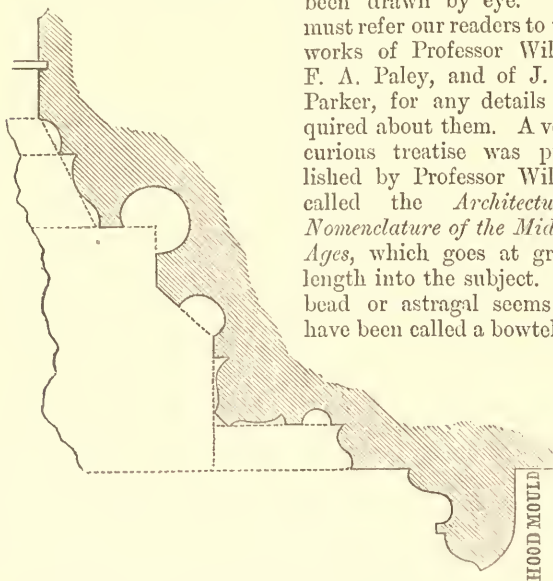 been drawn by eye.
must refer our readers to
works of Professor Wil
F. A. Paley, and of J.
Parker, for any details
quired about them. A v
curious treatise was p
lished by Professor Wil
called the Architectu
Nomenclature of the Mid
Ages, which goes at gr
length into the subject.
bead or astragal seems
have been called a bowtel
HOOD MOULD